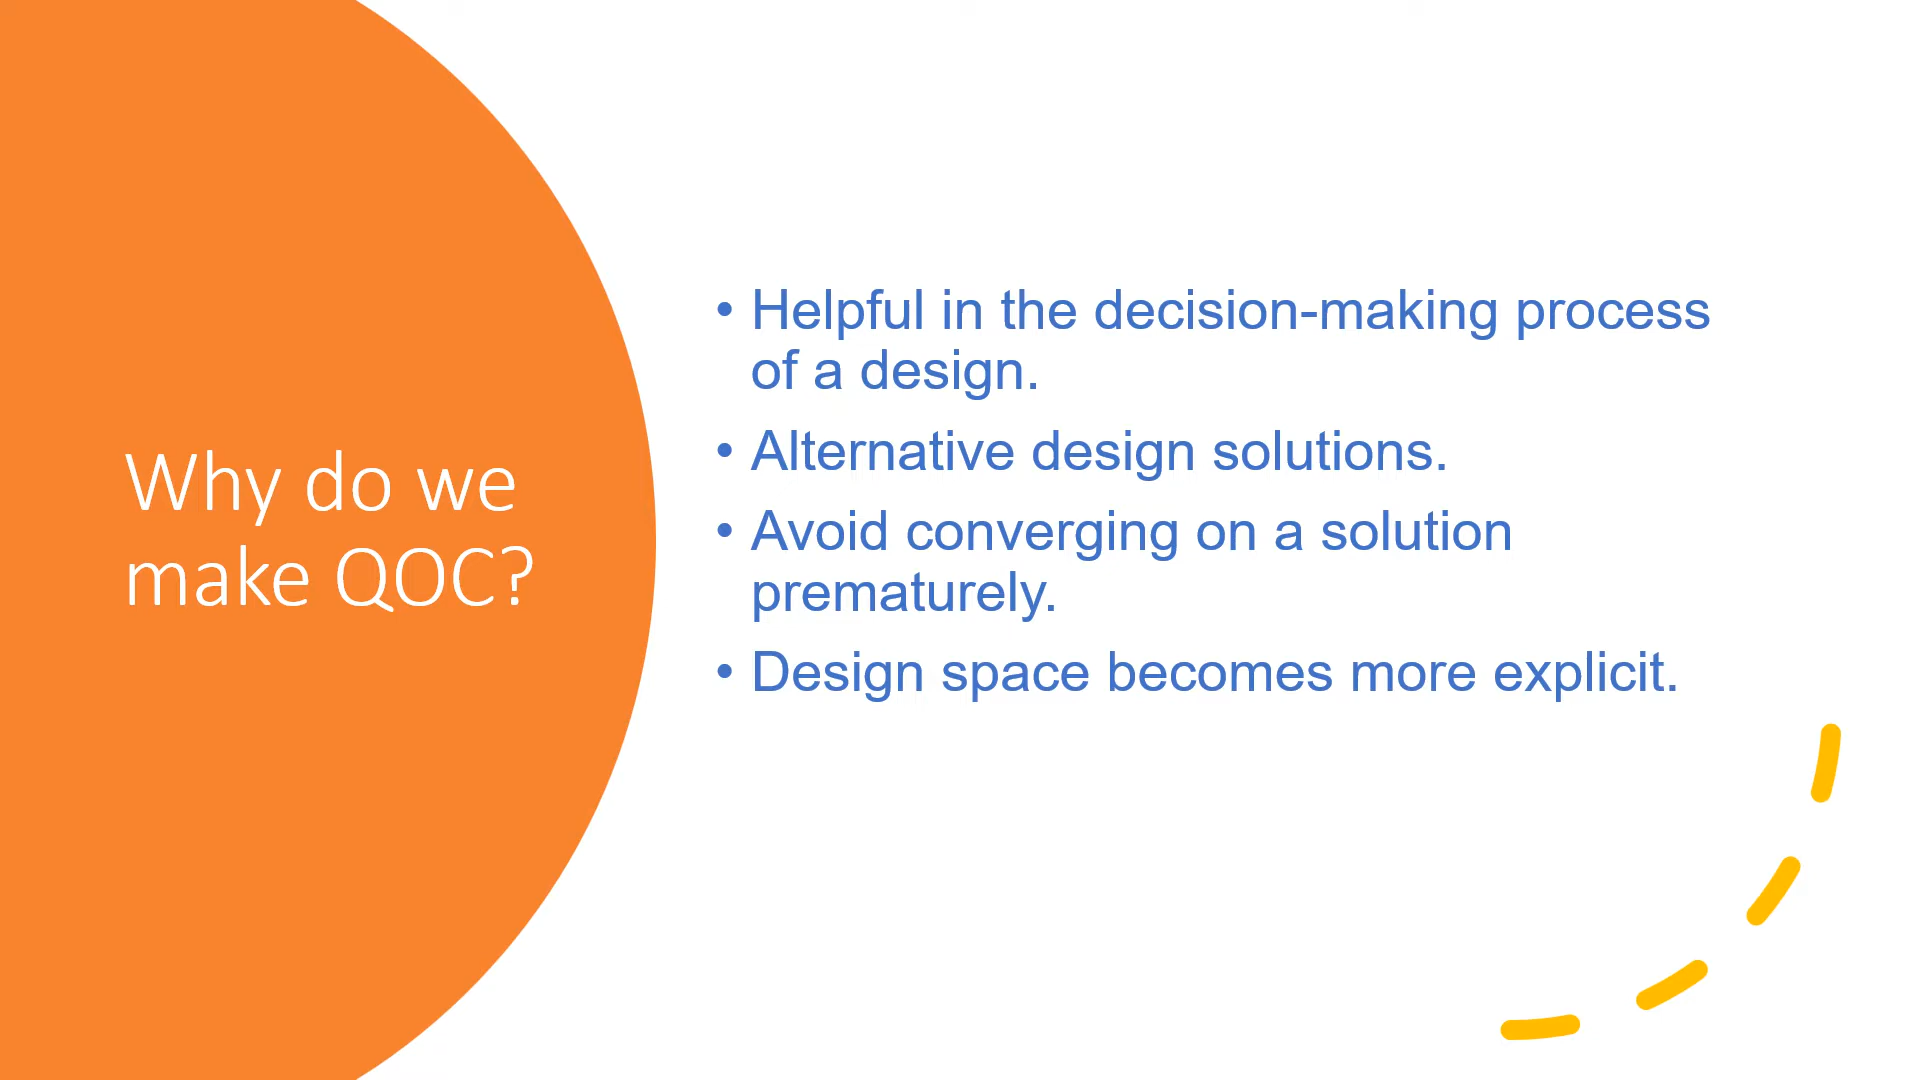 Why do we
make QOC?
• Helpful in the decision-making process
of a design.
• Alternative design solutions.
• Avoid converging on a solution
prematurely.
• Design space becomes more explicit.